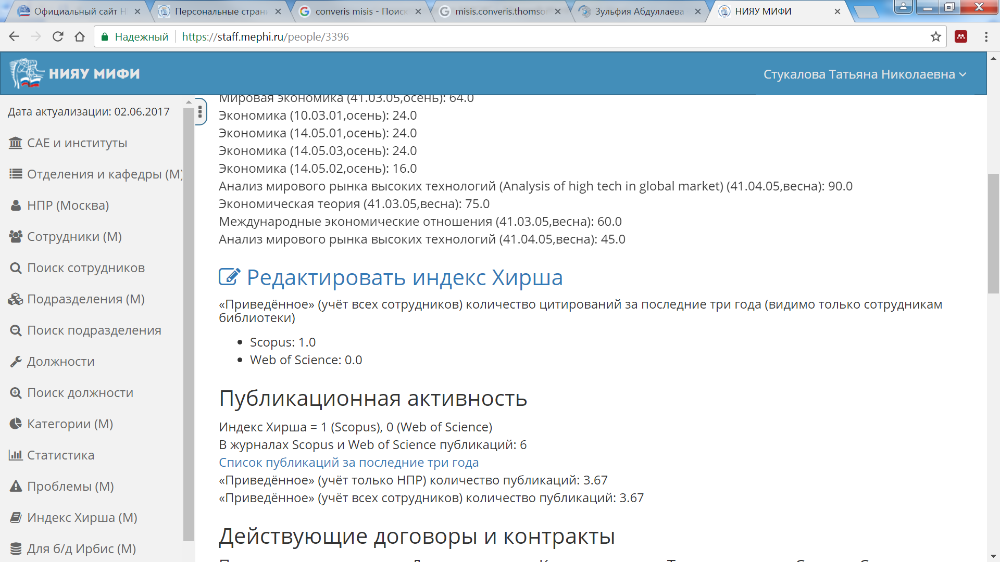 Официальный сайт Н
Персональные страни
converis misis - Поиск
misis.converis.thomson
Зульфия Абдуллаева
НИЯУ МИФИ
Надежный
https://staff.mephi.ru/people/3396
НИЯУ МИФИ
Стукалова Татьяна Николаевна
Дата актуализации: 02.06.2017
САЕ и институты
Отделения и кафедры (М)
НПР (Москва)
Сотрудники (М)
Поиск сотрудников
Подразделения (М)
Поиск подразделения
Должности
Поиск должности
Категории (М)
Статистика
Проблемы (М)
Индекс Хирша (М)
Для б/д Ирбис (М)
Мировая экономика (41.03.05,осень): 64.0
Экономика (10.03.01,осень): 24.0
Экономика (14.05.01,осень): 24.0
Экономика (14.05.03,осень): 24.0
Экономика (14.05.02,осень): 16.0
Анализ мирового рынка высоких технологий (Analysis of high tech in global market) (41.04.05,весна): 90.0
Экономическая теория (41.03.05,весна): 75.0
Международные экономические отношения (41.03.05,весна): 60.0
Анализ мирового рынка высоких технологий (41.04.05,весна): 45.0
Редактировать индекс Хирша
«Приведённое» (учёт всех сотрудников) количество цитирований за последние три года (видимо только сотрудникам
библиотеки)
• Scopus: 1.0
• Web of Science: 0.0
Публикационная активность
Индекс Хирша = 1 (Scopus), 0 (Web of Science)
В журналах Scopus и Web of Science публикаций: 6
Список публикаций за последние три года
«Приведённое» (учёт только НПР) количество публикаций: 3.67
«Приведённое» (учёт всех сотрудников) количество публикаций: 3.67
Действующие договоры и контракты